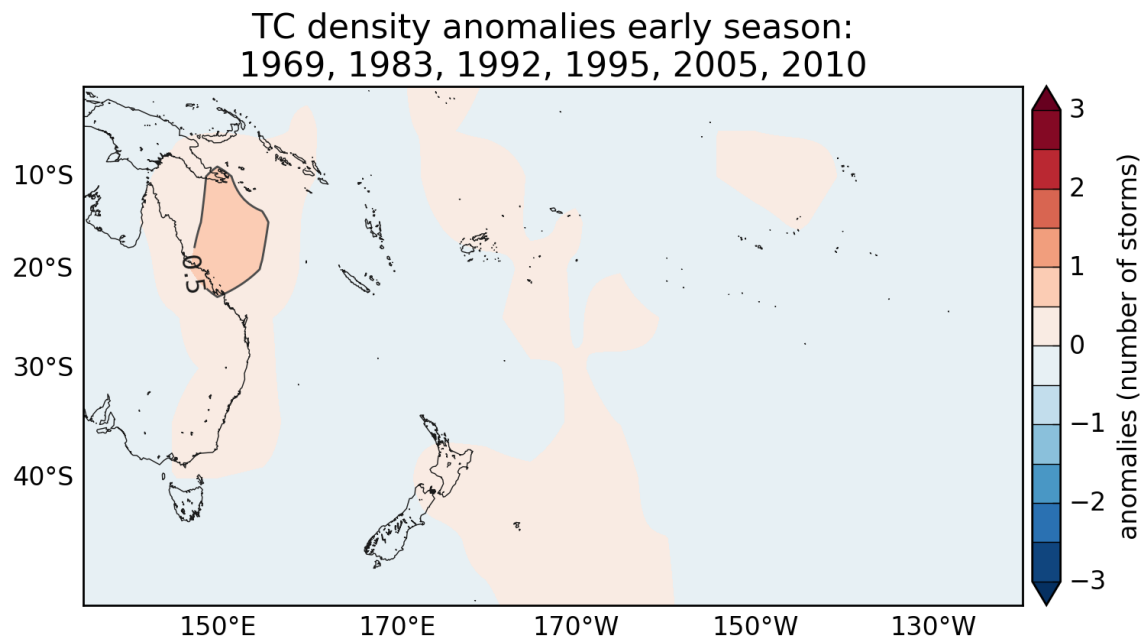 TC density anomalies early season:
1969, 1983, 1992, 1995, 2005, 2010
10°S
20°S
30°S
40°S
0.5
150°E
170°E
170°W
150°W
130°W
3
2
1
0
−1
−2
−3
anomalies (number of storms)